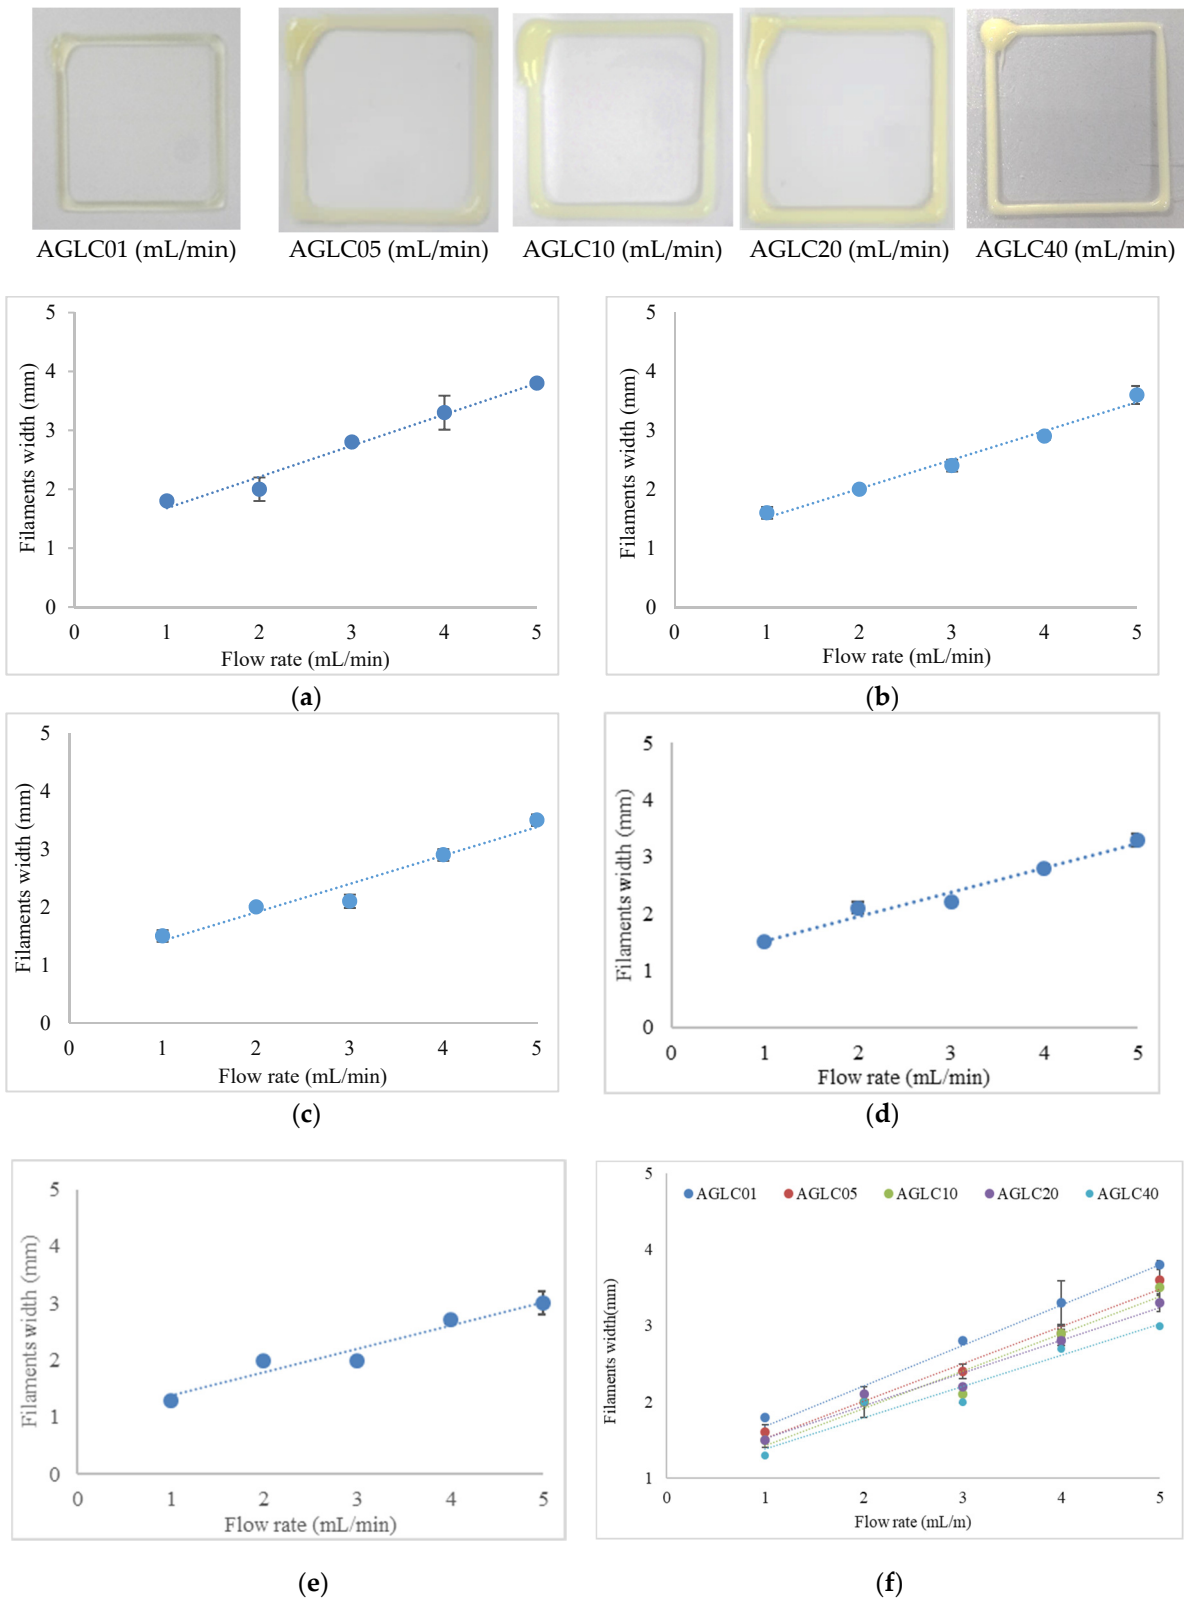 AGLC01 (mL/min) AGLC05 (mL/min) AGLC10 (mL/min) AGLC20 (mL/min) AGLC40 (mL/min)
5
4
3
2
1
0
0 1 2 3 4 5
Filaments width (mm)
Flow rate (mL/min)
(a)
5
4
3
2
1
0
0 1 2 3 4 5
Filaments width (mm)
Flow rate (mL/min)
(b)
5
4
3
2
1
0
0 1 2 3 4 5
Filaments width (mm)
Flow rate (mL/min)
(c)
5
4
3
2
1
0
0 1 2 3 4 5
Filaments width (mm)
Flow rate (mL/min)
(d)
5
4
3
2
1
0
0 1 2 3 4 5
Filaments width (mm)
Flow rate (mL/min)
(e)
AGLC01 AGLC05 AGLC10 AGLC20 AGLC40
5
4
3
2
1
0 1 2 3 4 5
Filaments width(mm)
Flow rate (mL/m)
(f)